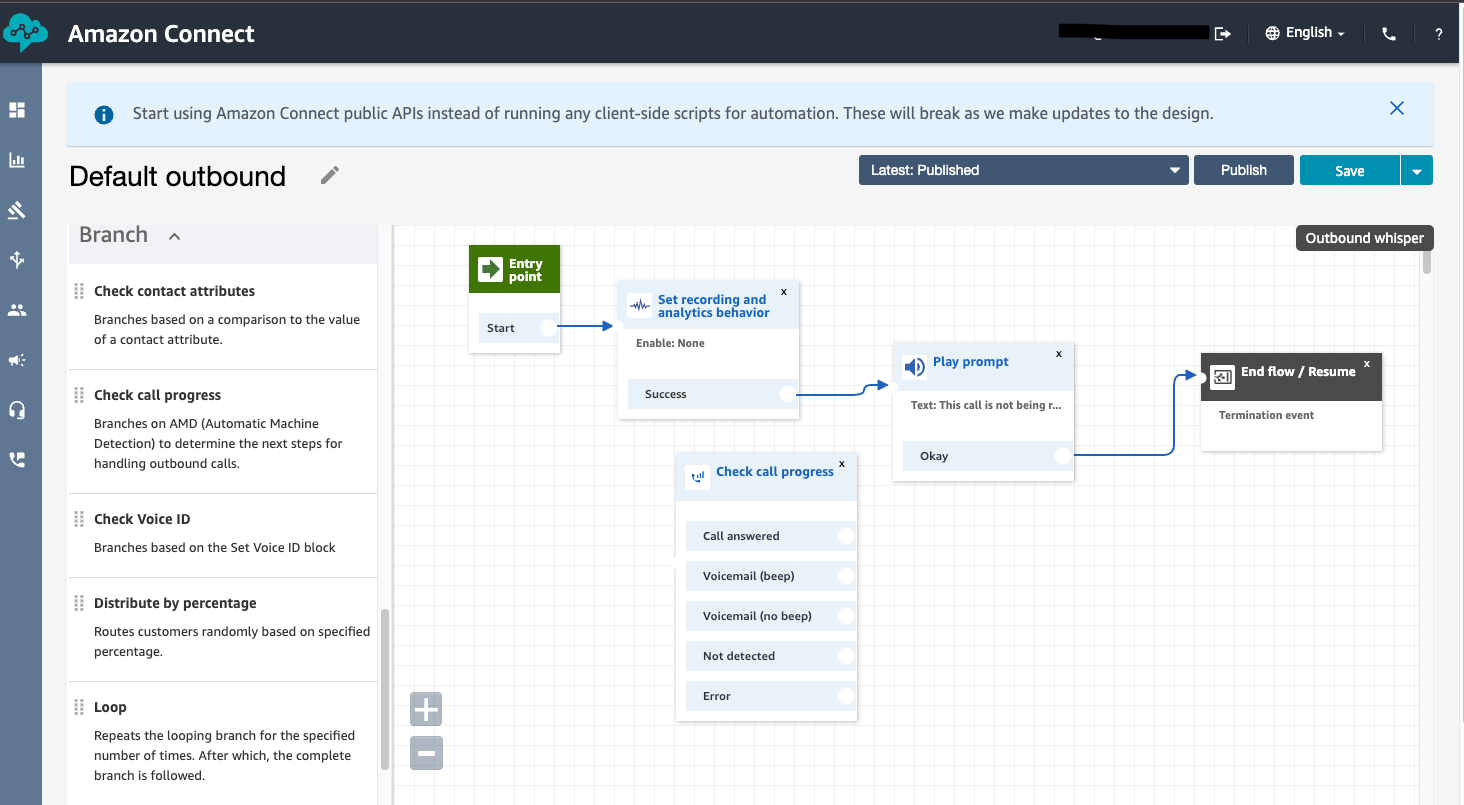 Amazon Connect
English
?
Start using Amazon Connect public APIs instead of running any client-side scripts for automation. These will break as we make updates to the design.
Default outbound
Latest: Published
Publish
Save
Branch
Check contact attributes
Branches based on a comparison to the value
of a contact attribute.
Check call progress
Branches on AMD (Automatic Machine
Detection) to determine the next steps for
handling outbound calls.
Check Voice ID
Branches based on the Set Voice ID block
Distribute by percentage
Routes customers randomly based on specified
percentage.
Loop
Repeats the looping branch for the specified
number of times. After which, the complete
branch is followed.
Outbound whisper
Entry
point
Start
Set recording and
analytics behavior
x
Enable: None
Success
Play prompt
x
Text: This call is not being r...
Okay
End flow / Resume
x
Termination event
Check call progress
x
Call answered
Voicemail (beep)
Voicemail (no beep)
Not detected
Error